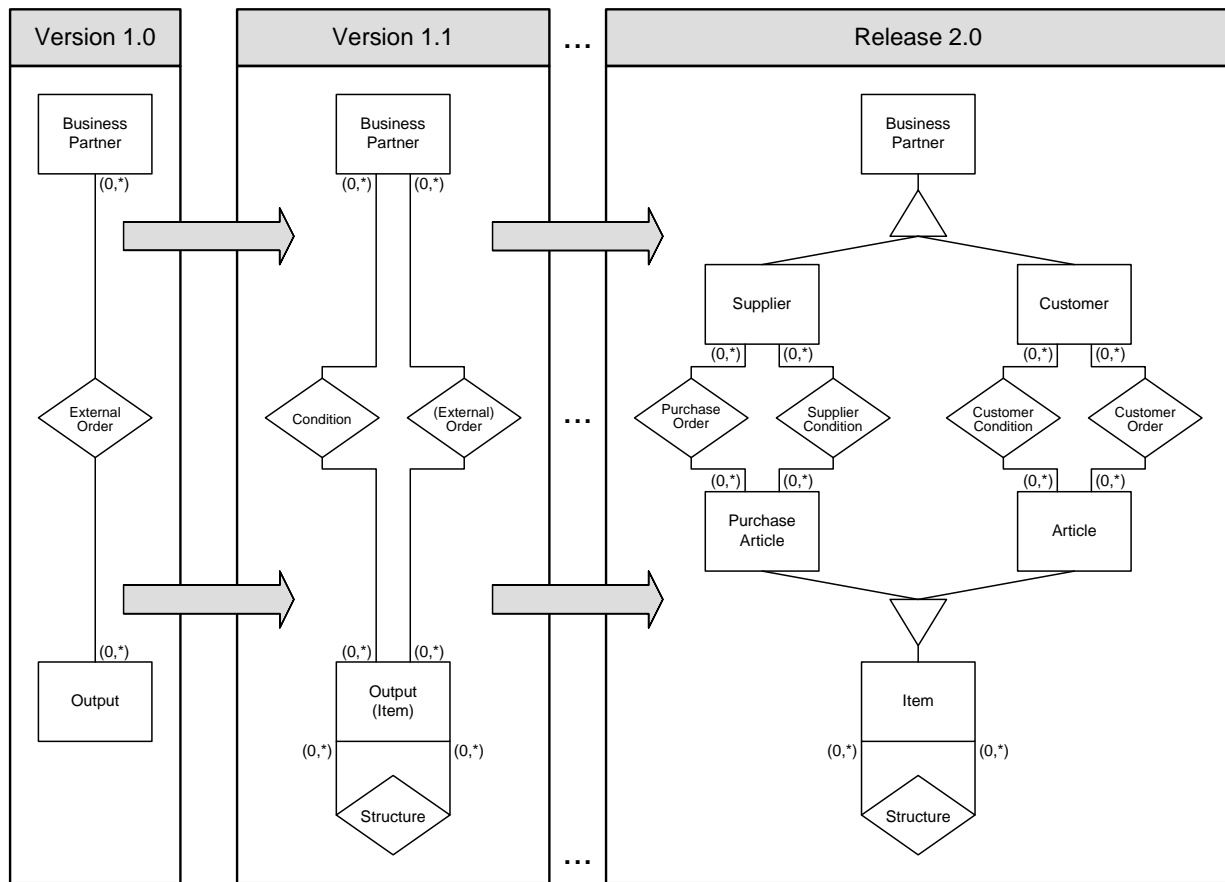 Version 1.0
Version 1.1
...
Release 2.0
Business
Partner
(0,*)
External
Order
(0,*)
Output
Business
Partner
(0,*)
(0,*)
Condition
(External)
Order
(0,*)
(0,*)
Output
(Item)
(0,*)
(0,*)
Structure
...
...
Business
Partner
Supplier
Customer
(0,*)
(0,*)
(0,*)
(0,*)
Purchase
Order
Supplier
Condition
Customer
Condition
Customer
Order
(0,*)
(0,*)
(0,*)
(0,*)
Purchase
Article
Article
Item
(0,*)
(0,*)
Structure